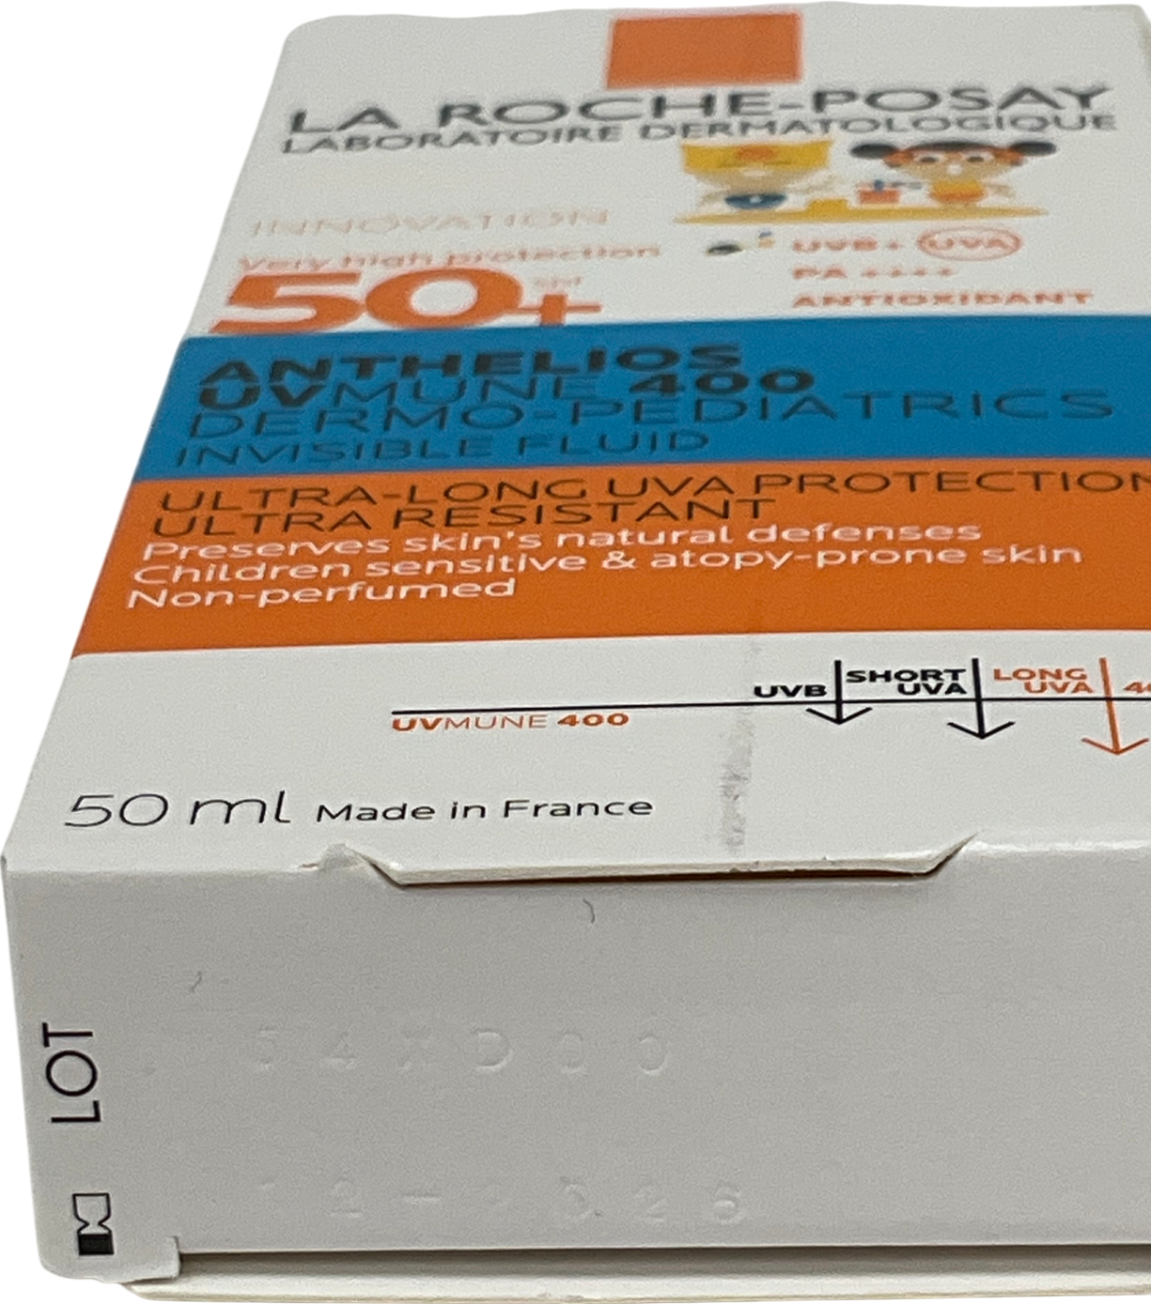 LA ROCHE-POSAY
LABORATOIRE DERMATOLOGIQUE
INNOVATION
Very high protection
50+ SPF
UVB+ UVA
PA ++++
ANTIOXIDANT
ANTHELIOS
UVMUNE 400
DERMO-PEDIATRICS
INVISIBLE FLUID
ULTRA-LONG UVA PROTECTION
ULTRA RESISTANT
Preserves skin's natural defenses
Children sensitive & atopy-prone skin
Non-perfumed
UVB SHORT UVA LONG UVA
UVMUNE 400
50 ml Made in France
LOT
54XD00